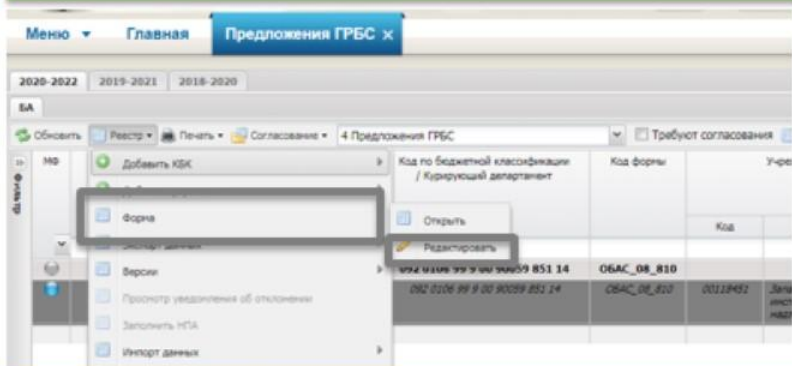 Меню Главная Предложения ГРБС ×
2020-2022 2019-2021 2018-2020
БА
Обновить Реестр Печать Согласование 4 Предложения ГРБС Требуют согласования
Фильтр
МФ
Добавить КБК
Форма
Открыть
Редактировать
Экспорт данных
Версии
Просмотр уведомления об отклонении
Заполнить НПА
Импорт данных
Код по бюджетной классификации
/ Курирующий департамент
Код формы
Код
092 0106 99 9 00 90059 851 14 ОБАС_08_810
092 0106 99 9 00 90059 851 14 ОБАС_08_810 00118451